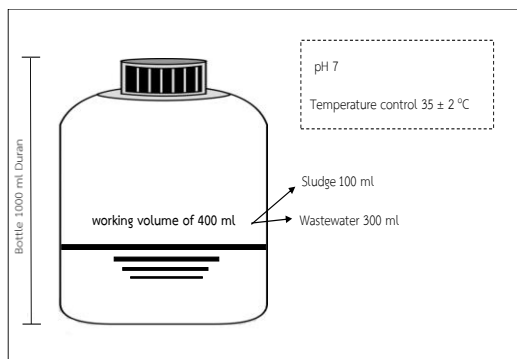 pH 7
Temperature control 35 ± 2 °C
Bottle 1000 ml Duran
Sludge 100 ml
working volume of 400 ml
Wastewater 300 ml